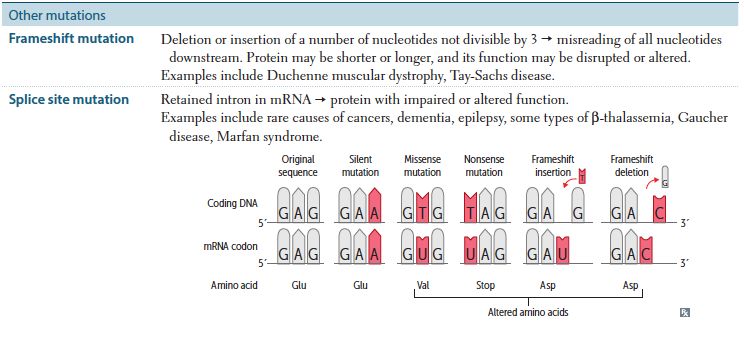 Other mutations
Frameshift mutation Deletion or insertion of a number of nucleotides not divisible by 3 → misreading of all nucleotides
downstream. Protein may be shorter or longer, and its function may be disrupted or altered.
Examples include Duchenne muscular dystrophy, Tay-Sachs disease.
Splice site mutation Retained intron in mRNA → protein with impaired or altered function.
Examples include rare causes of cancers, dementia, epilepsy, some types of β-thalassemia, Gaucher
disease, Marfan syndrome.
Original Silent Missense Nonsense Frameshift Frameshift
sequence mutation mutation mutation insertion deletion
T G
Coding DNA
5′ G A G G A A G T G T A G G A G G A C 3′
mRNA codon
5′ G A G G A A G U G U A G G A U G A C 3′
Amino acid Glu Glu Val Stop Asp Asp
Altered amino acids
Rx